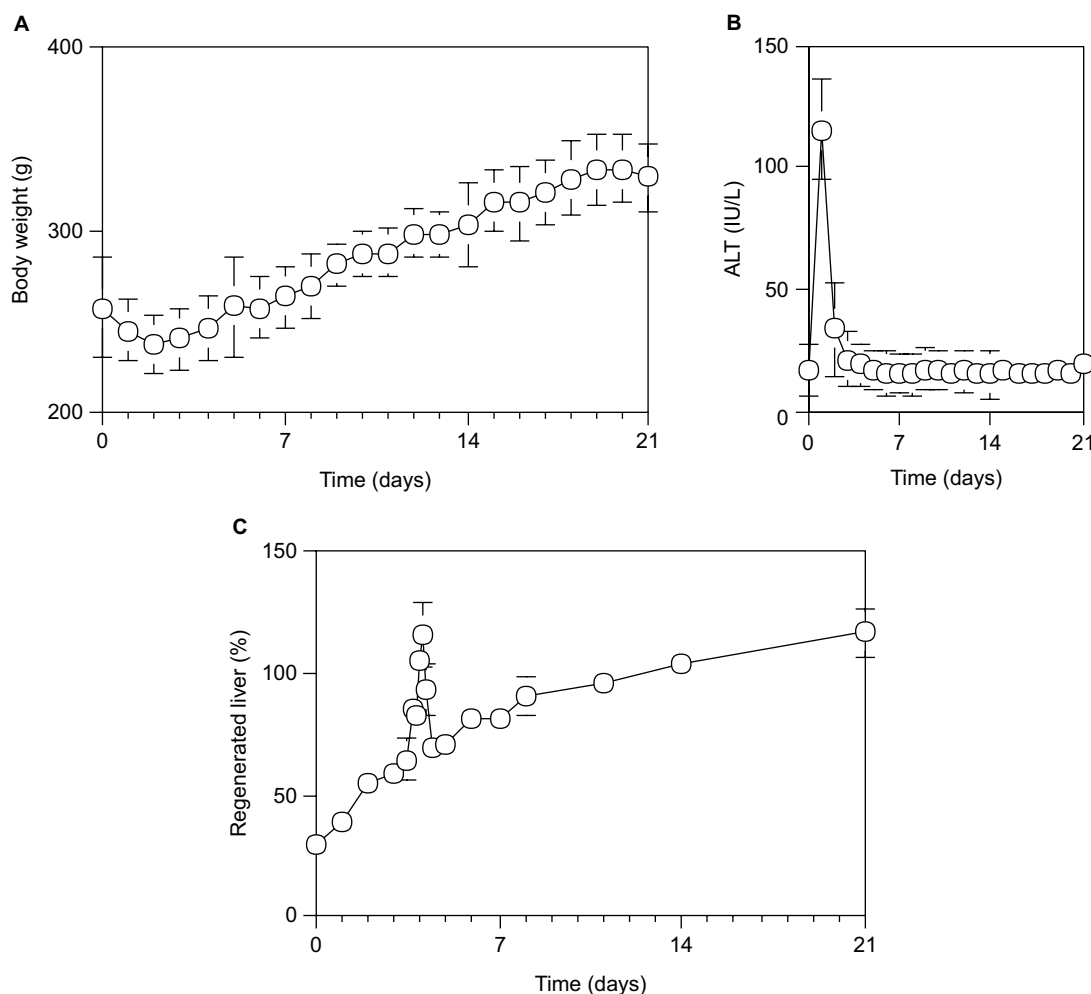 A
400
300
200
Body weight (g)
0 7 14 21
Time (days)
B
150
100
50
0
ALT (IU/L)
0 7 14 21
Time (days)
C
150
100
50
0
Regenerated liver (%)
0 7 14 21
Time (days)